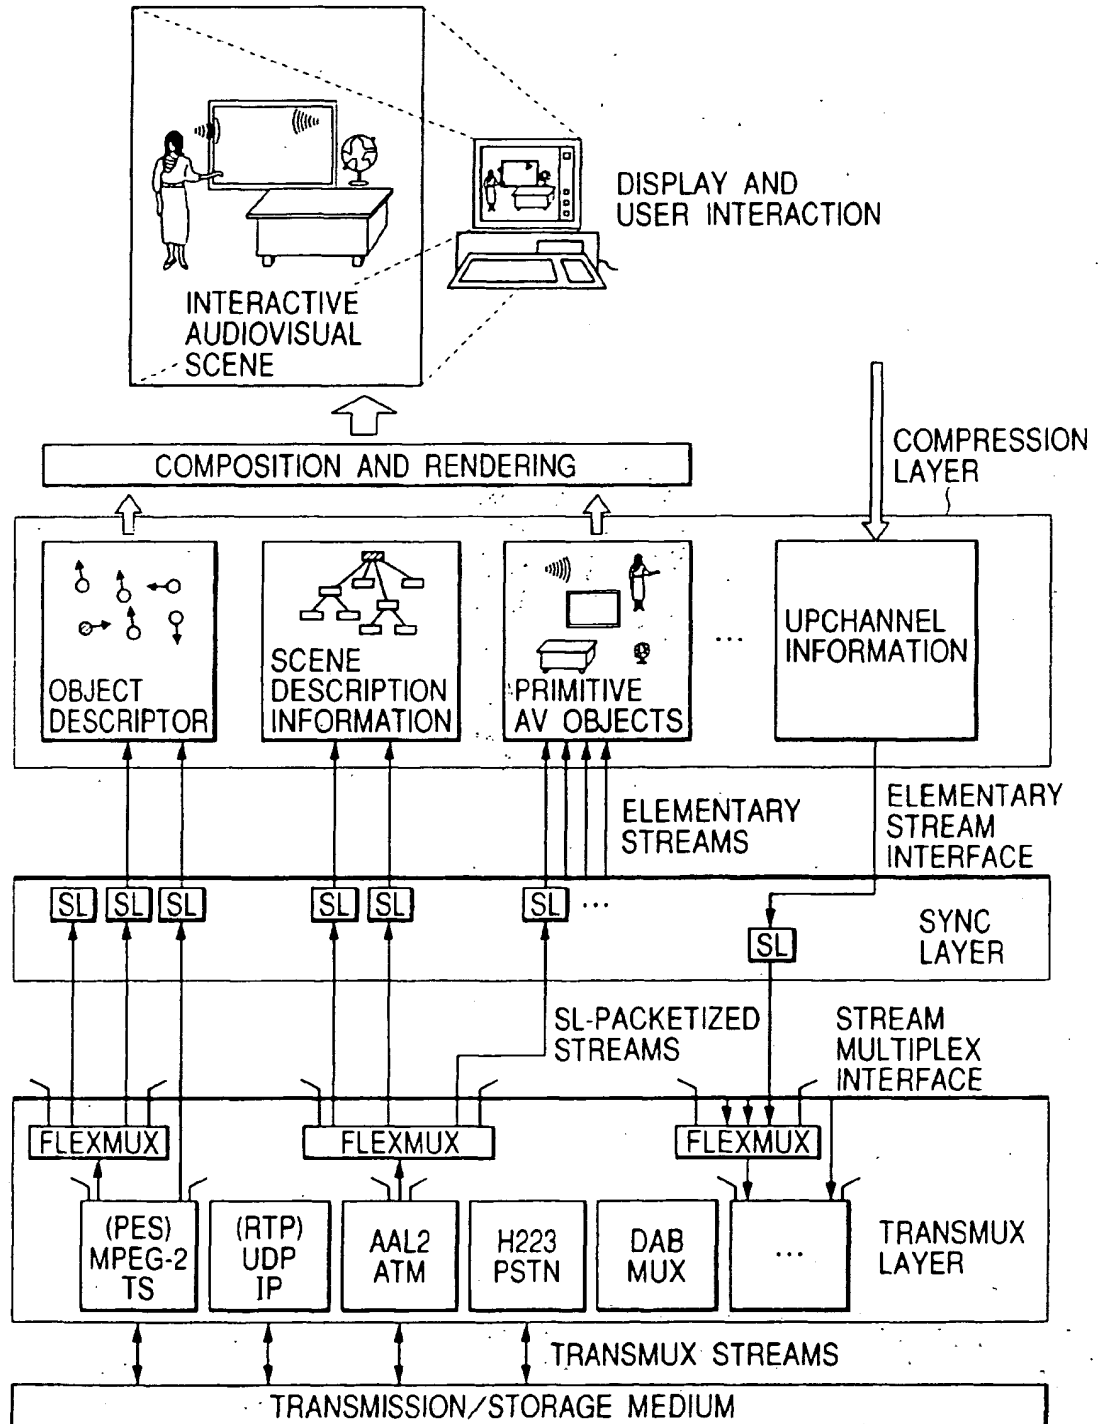 DISPLAY AND
USER INTERACTION
INTERACTIVE
AUDIOVISUAL
SCENE
COMPRESSION
LAYER
COMPOSITION AND RENDERING
OBJECT
DESCRIPTOR
SCENE
DESCRIPTION
INFORMATION
PRIMITIVE
AV OBJECTS
...
UPCHANNEL
INFORMATION
ELEMENTARY
STREAMS
ELEMENTARY
STREAM
INTERFACE
SL
SL
SL
SL
SL
SL
...
SL
SYNC
LAYER
SL-PACKETIZED
STREAMS
STREAM
MULTIPLEX
INTERFACE
FLEXMUX
FLEXMUX
FLEXMUX
(PES)
MPEG-2
TS
(RTP)
UDP
IP
AAL2
ATM
H223
PSTN
DAB
MUX
...
TRANSMUX
LAYER
TRANSMUX STREAMS
TRANSMISSION/STORAGE MEDIUM